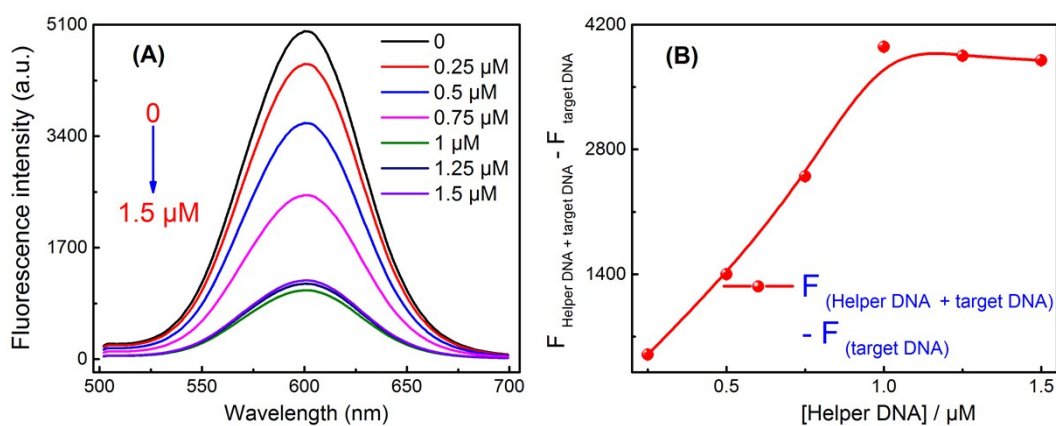 (A)
Fluorescence intensity (a.u.)
5100
3400
1700
0
500 550 600 650 700
Wavelength (nm)
0
1.5 µM
0
0.25 µM
0.5 µM
0.75 µM
1 µM
1.25 µM
1.5 µM
(B)
F Helper DNA + target DNA - F target DNA
4200
2800
1400
0.5 1.0 1.5
[Helper DNA] / µM
F (Helper DNA + target DNA)
- F (target DNA)